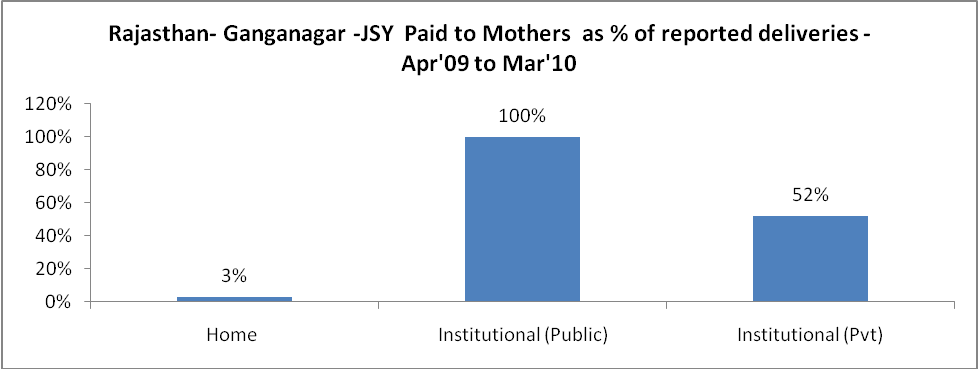 Rajasthan- Ganganagar -JSY Paid to Mothers as % of reported deliveries -
Apr'09 to Mar'10
120%
100%
80%
60%
40%
20%
0%
3%
100%
52%
Home
Institutional (Public)
Institutional (Pvt)